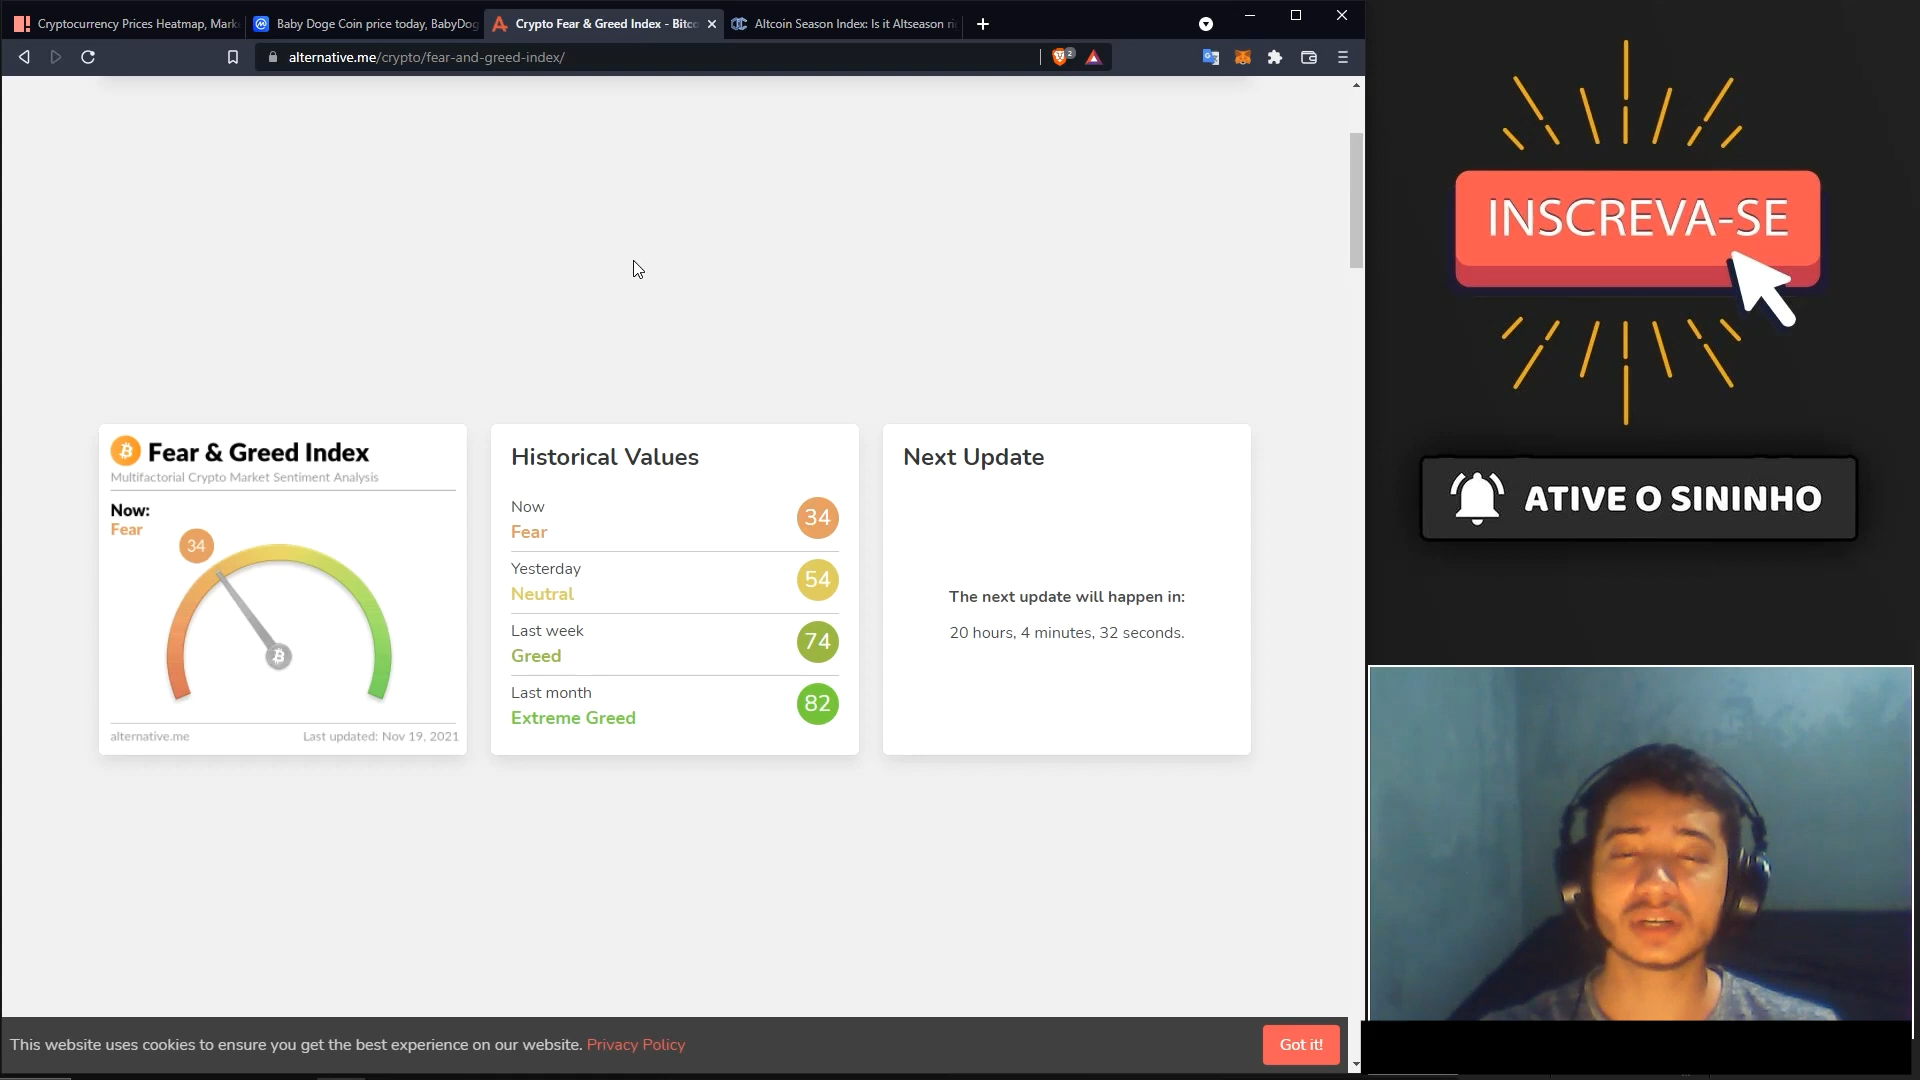 Cryptocurrency Prices Heatmap, Mark
Baby Doge Coin price today, BabyDog
Crypto Fear & Greed Index - Bitco
Altcoin Season Index: Is it Altseason ri
alternative.me/crypto/fear-and-greed-index/
2
INSCREVA-SE
ATIVE O SININHO
Fear & Greed Index
Multifactorial Crypto Market Sentiment Analysis
Now:
Fear
34
alternative.me
Last updated: Nov 19, 2021
Historical Values
Now
Fear
34
Yesterday
Neutral
54
Last week
Greed
74
Last month
Extreme Greed
82
Next Update
The next update will happen in:
20 hours, 4 minutes, 32 seconds.
This website uses cookies to ensure you get the best experience on our website. Privacy Policy
Got it!